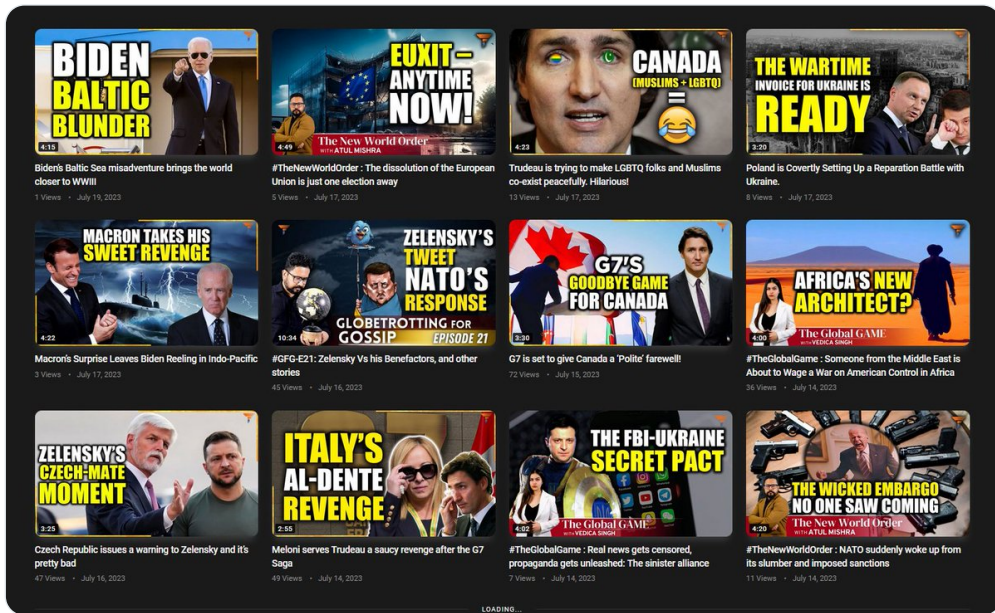 BIDEN
BALTIC
BLUNDER
4:15
Biden's Baltic Sea misadventure brings the world
closer to WWIII
1 Views • July 19, 2023
EUXIT –
ANYTIME
NOW!
The New World Order
WITH ATUL MISHRA
4:49
#TheNewWorldOrder : The dissolution of the European
Union is just one election away
5 Views • July 17, 2023
CANADA
(MUSLIMS + LGBTQ)
=
4:23
Trudeau is trying to make LGBTQ folks and Muslims
co-exist peacefully. Hilarious!
13 Views • July 17, 2023
THE WARTIME
INVOICE FOR UKRAINE IS
READY
3:20
Poland is Covertly Setting Up a Reparation Battle with
Ukraine.
8 Views • July 17, 2023
MACRON TAKES HIS
SWEET REVENGE
4:22
Macron's Surprise Leaves Biden Reeling in Indo-Pacific
3 Views • July 17, 2023
ZELENSKY'S
TWEET
NATO'S
RESPONSE
GLOBETROTTING FOR
GOSSIP EPISODE 21
10:34
#GFG-E21: Zelensky Vs his Benefactors, and other
stories
45 Views • July 16, 2023
G7'S
GOODBYE GAME
FOR CANADA
3:30
G7 is set to give Canada a 'Polite' farewell!
72 Views • July 15, 2023
AFRICA'S NEW
ARCHITECT?
The Global GAME
WITH VEDICA SINGH
4:00
#TheGlobalGame : Someone from the Middle East is
About to Wage a War on American Control in Africa
36 Views • July 14, 2023
ZELENSKY'S
CZECH-MATE
MOMENT
3:25
Czech Republic issues a warning to Zelensky and it's
pretty bad
47 Views • July 16, 2023
ITALY'S
AL-DENTE
REVENGE
2:55
Meloni serves Trudeau a saucy revenge after the G7
Saga
49 Views • July 14, 2023
THE FBI-UKRAINE
SECRET PACT
The Global GAME
WITH VEDICA SINGH
4:02
#TheGlobalGame : Real news gets censored,
propaganda gets unleashed: The sinister alliance
7 Views • July 14, 2023
THE WICKED EMBARGO
NO ONE SAW COMING
The New World Order
WITH ATUL MISHRA
4:20
#TheNewWorldOrder : NATO suddenly woke up from
its slumber and imposed sanctions
11 Views • July 14, 2023
LOADING...